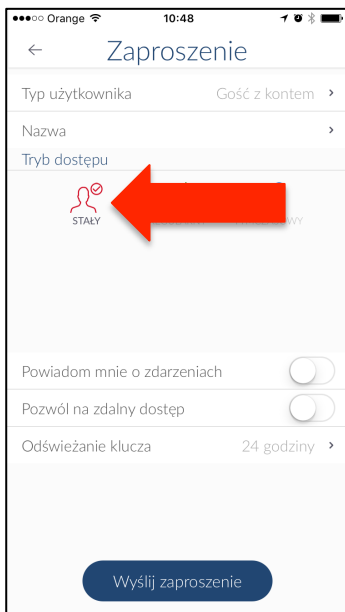 Orange 10:48
Zaproszenie
Typ użytkownika Gość z kontem
Nazwa
Tryb dostępu
STAŁY
Powiadom mnie o zdarzeniach
Pozwól na zdalny dostęp
Odświeżanie klucza 24 godziny
Wyślij zaproszenie